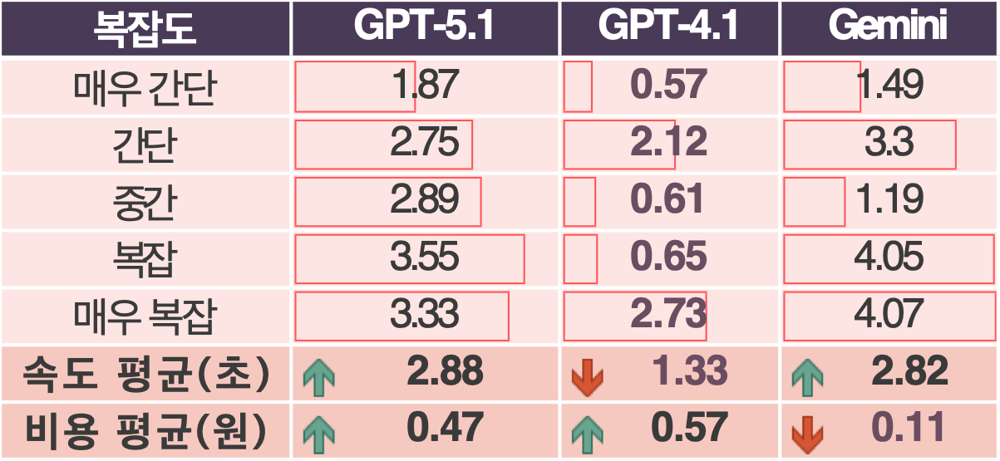 복잡도 GPT-5.1 GPT-4.1 Gemini
매우 간단 1.87 0.57 1.49
간단 2.75 2.12 3.3
중간 2.89 0.61 1.19
복잡 3.55 0.65 4.05
매우 복잡 3.33 2.73 4.07
속도 평균(초) 2.88 1.33 2.82
비용 평균(원) 0.47 0.57 0.11